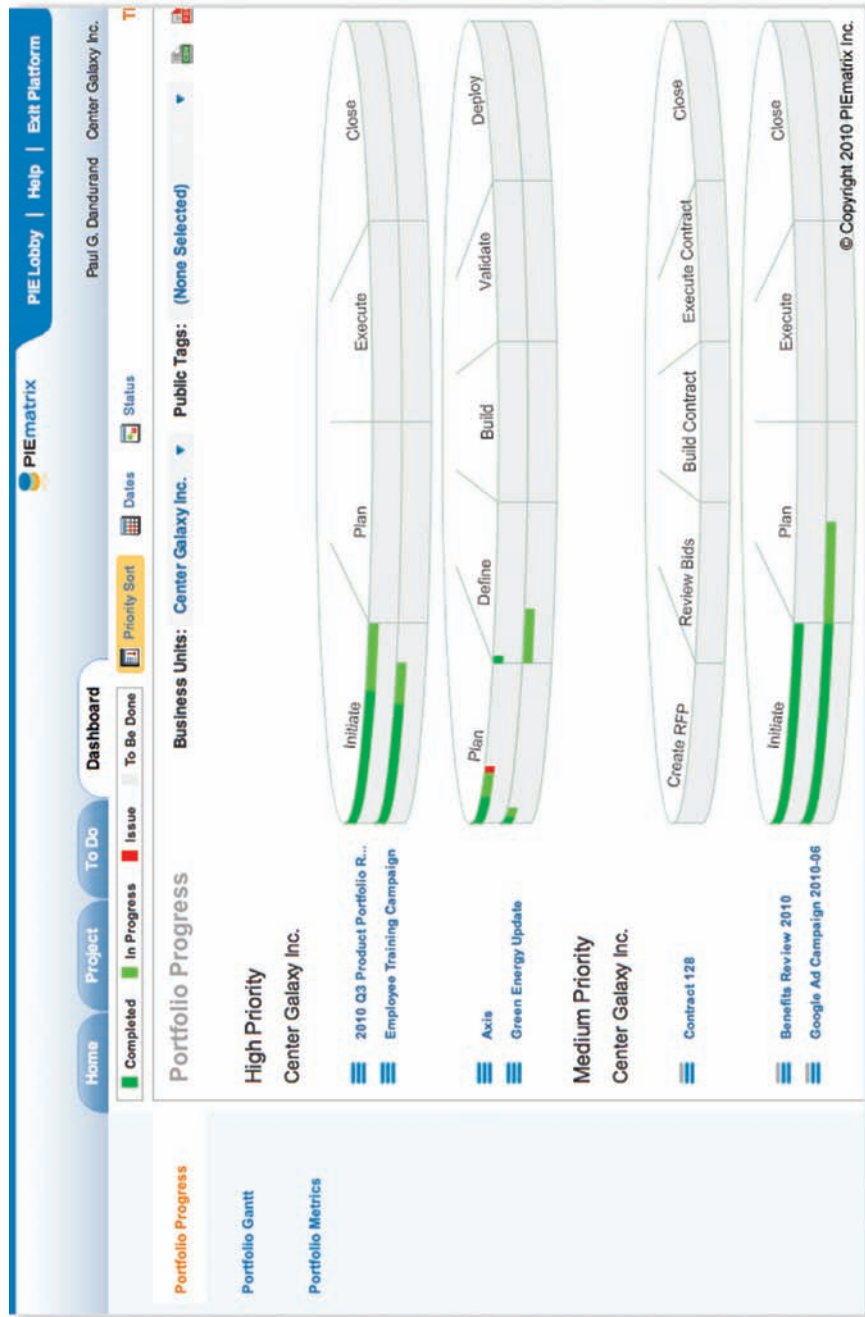 PIEmatrix
PIE Lobby | Help | Exit Platform
Home Project To Do Dashboard
Paul G. Dandurand Center Galaxy Inc.
Completed In Progress Issue To Be Done Priority Sort Dates Status
Portfolio Progress
Portfolio Gantt
Portfolio Metrics
Portfolio Progress
Business Units: Center Galaxy Inc. Public Tags: (None Selected)
CSV
High Priority
Center Galaxy Inc.
Initiate Plan Execute Close
2010 Q3 Product Portfolio R...
Employee Training Campaign
Plan Define Build Validate Deploy
Axis
Green Energy Update
Medium Priority
Center Galaxy Inc.
Create RFP Review Bids Build Contract Execute Contract Close
Contract 128
Initiate Plan Execute Close
Benefits Review 2010
Google Ad Campaign 2010-06
© Copyright 2010 PIEmatrix Inc.